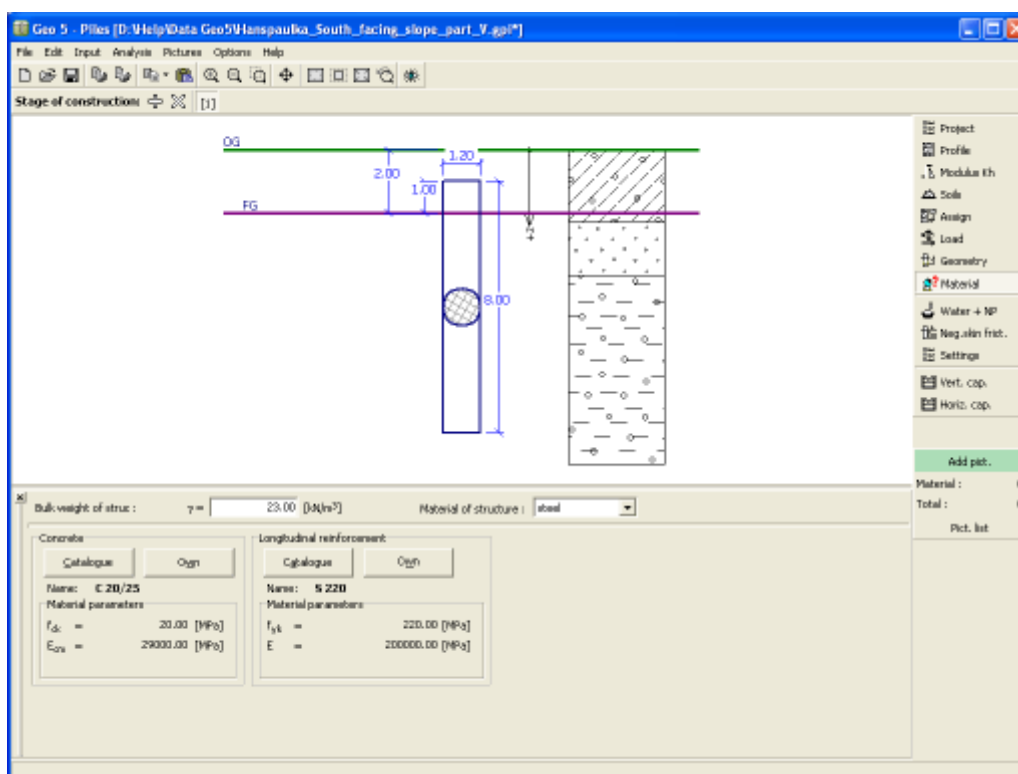 Geo 5 - Piles [D:\Help\Data Geo5\Hanspaulka_South_facing_slope_part_V.gpi*]
File Edit Input Analysis Pictures Options Help
Stage of construction: [1]
OG
1.20
2.00
1.00
FG
+z
8.00
Project
Profile
Modulus Kh
Soils
Assign
Load
Geometry
Material
Water + NP
Neg.skin frict.
Settings
Vert. cap.
Horiz. cap.
Add pict.
Material :
Total :
Pict. list
Bulk weight of struc : γ = 23.00 [kN/m³] Material of structure : steel
Concrete Longitudinal reinforcement
Catalogue Own Catalogue Own
Name: C 20/25 Name: S 220
Material parameters Material parameters
fck = 20.00 [MPa] fyk = 220.00 [MPa]
Ecm = 29000.00 [MPa] E = 200000.00 [MPa]